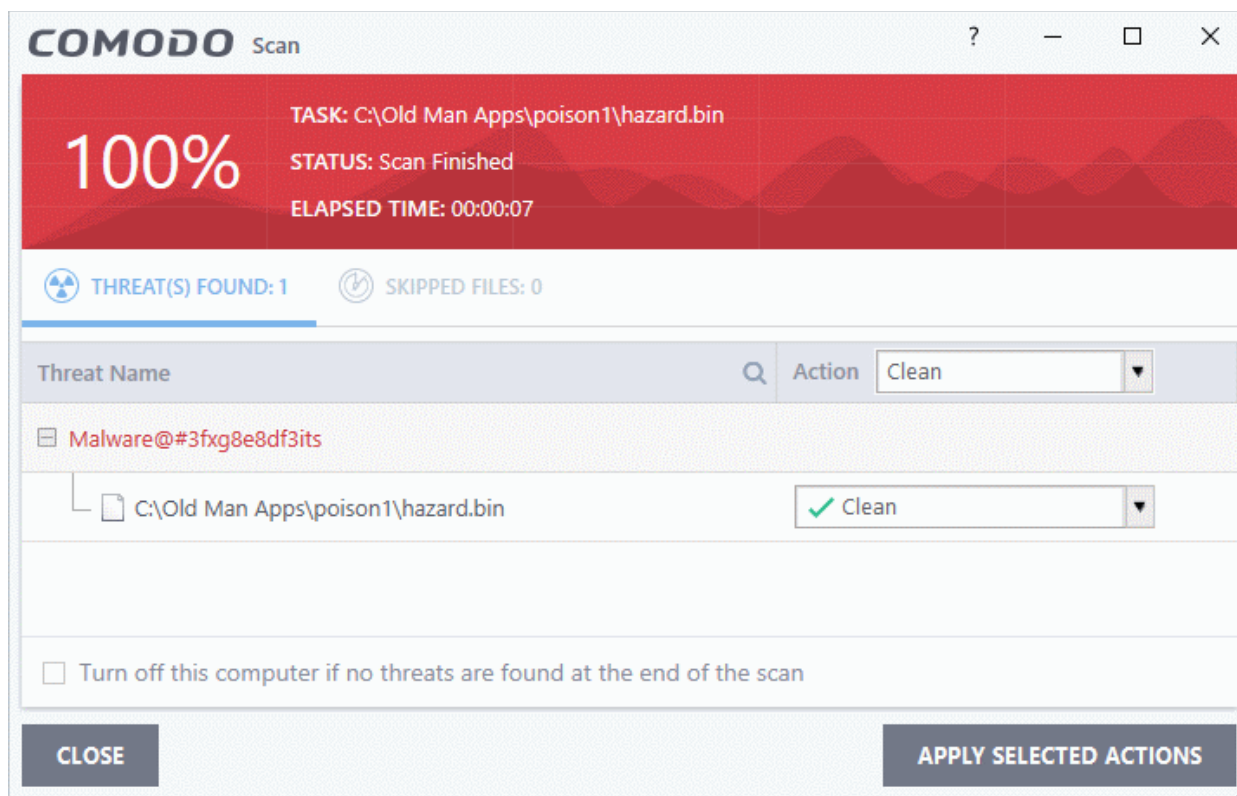 COMODO Scan
100%
TASK: C:\Old Man Apps\poison1\hazard.bin
STATUS: Scan Finished
ELAPSED TIME: 00:00:07
THREAT(S) FOUND: 1 SKIPPED FILES: 0
Threat Name Action Clean
Malware@#3fxg8e8df3its
C:\Old Man Apps\poison1\hazard.bin Clean
Turn off this computer if no threats are found at the end of the scan
CLOSE APPLY SELECTED ACTIONS